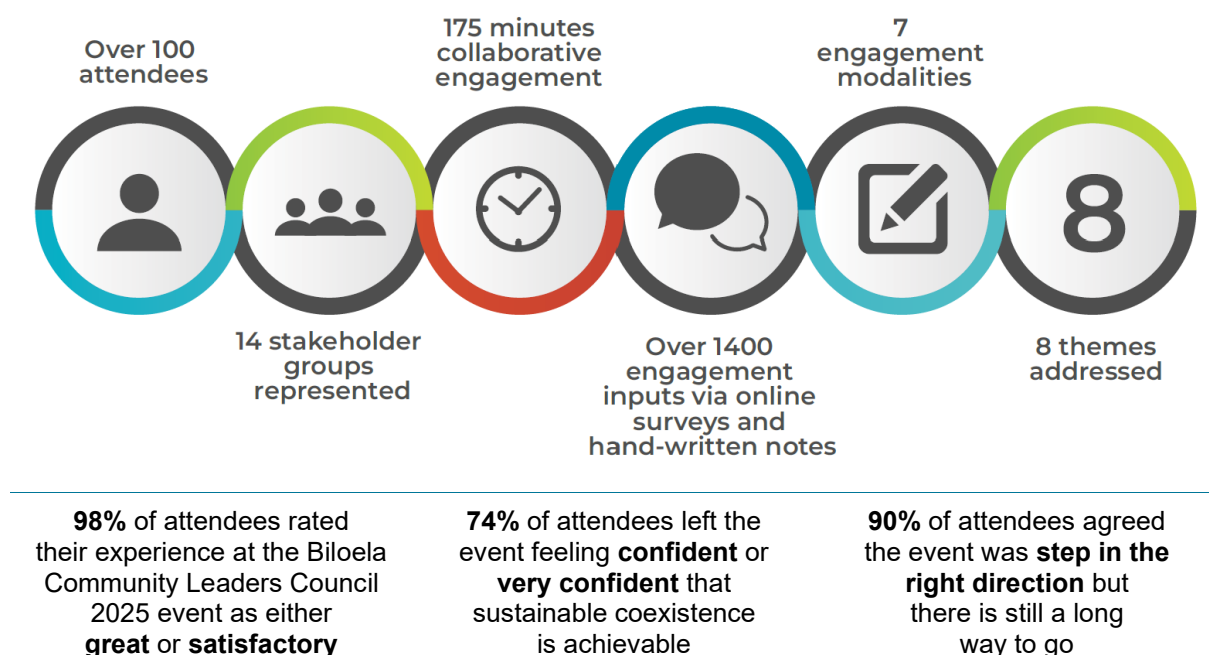 Over 100
attendees
175 minutes
collaborative
engagement
7
engagement
modalities
8
14 stakeholder
groups
represented
Over 1400
engagement
inputs via online
surveys and
hand-written notes
8 themes
addressed
98% of attendees rated
their experience at the Biloela
Community Leaders Council
2025 event as either
great or satisfactory
74% of attendees left the
event feeling confident or
very confident that
sustainable coexistence
is achievable
90% of attendees agreed
the event was step in the
right direction but
there is still a long
way to go